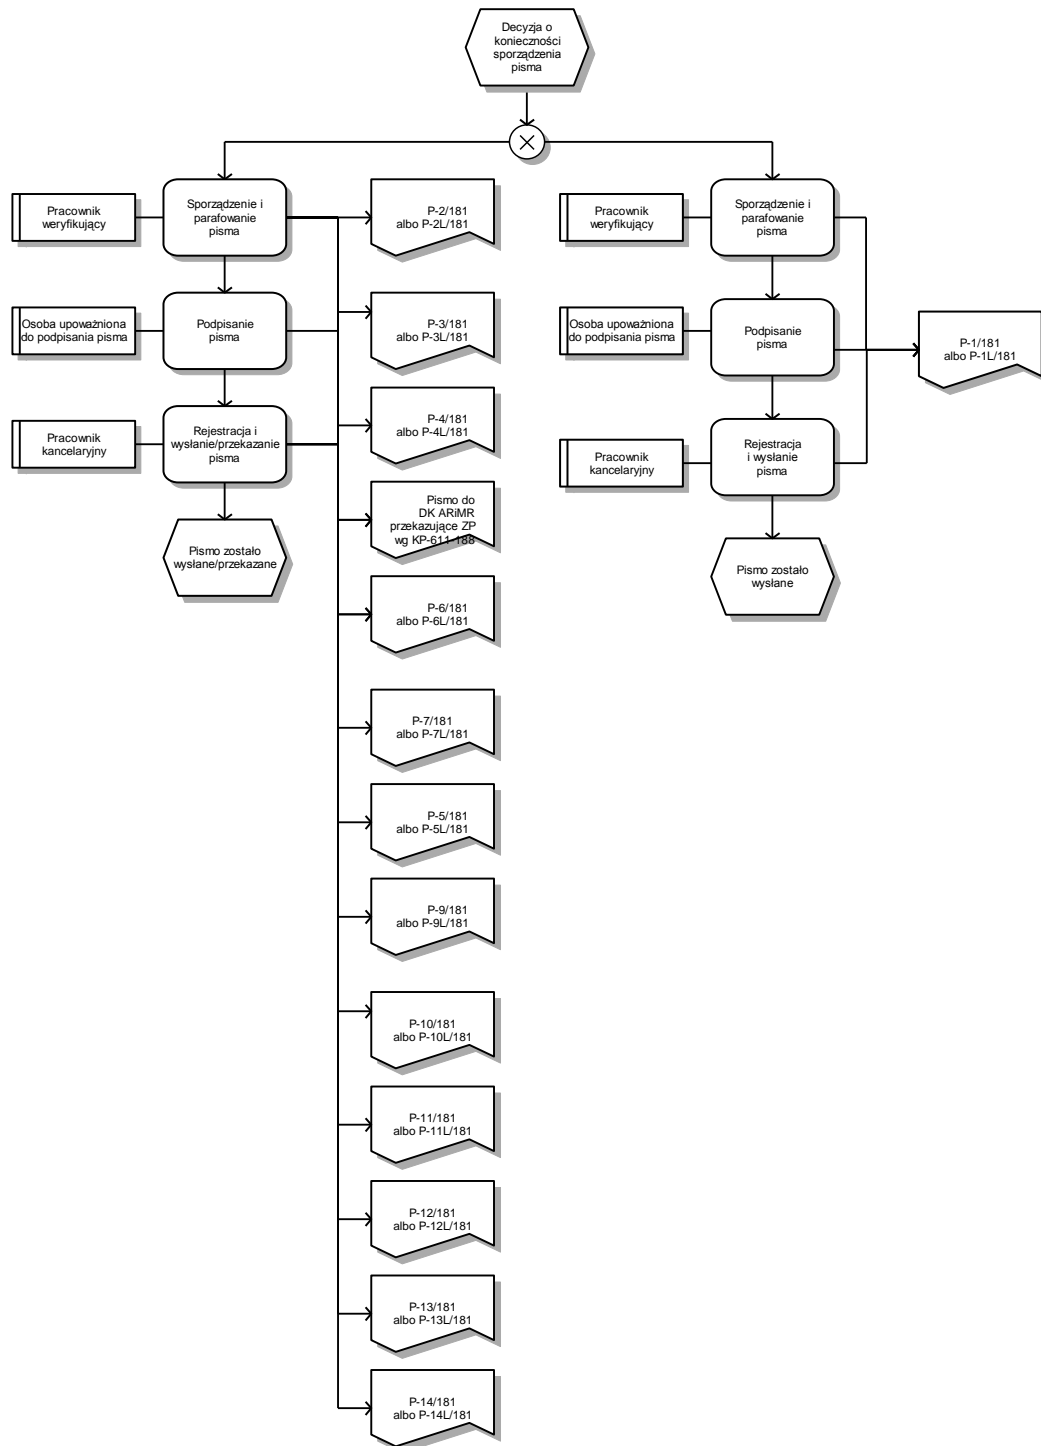 Decyzja o
konieczności
sporządzenia
pisma
Pracownik
weryfikujący
Sporządzenie i
parafowanie
pisma
P-2/181
albo P-2L/181
Pracownik
weryfikujący
Sporządzenie i
parafowanie
pisma
Osoba upoważniona
do podpisania pisma
Podpisanie
pisma
P-3/181
albo P-3L/181
Osoba upoważniona
do podpisania pisma
Podpisanie
pisma
P-1/181
albo P-1L/181
Pracownik
kancelaryjny
Rejestracja i
wysłanie/przekazanie
pisma
P-4/181
albo P-4L/181
Pracownik
kancelaryjny
Rejestracja
i wysłanie
pisma
Pismo zostało
wysłane/przekazane
Pismo do
DK ARiMR
przekazujące ZP
wg KP-611-188
Pismo zostało
wysłane
P-6/181
albo P-6L/181
P-7/181
albo P-7L/181
P-5/181
albo P-5L/181
P-9/181
albo P-9L/181
P-10/181
albo P-10L/181
P-11/181
albo P-11L/181
P-12/181
albo P-12L/181
P-13/181
albo P-13L/181
P-14/181
albo P-14L/181